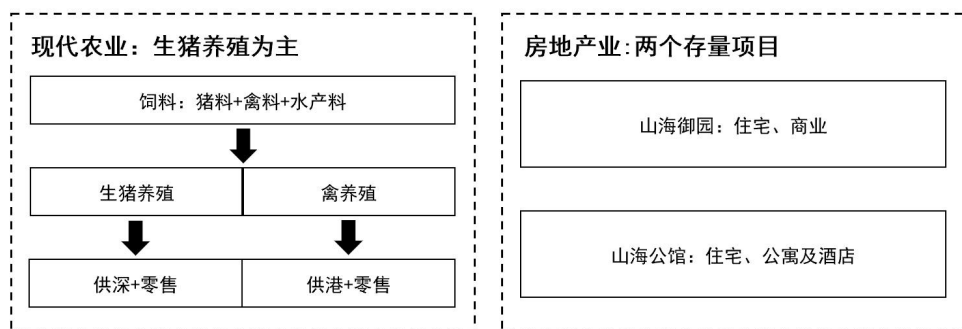 现代农业：生猪养殖为主
饲料：猪料+禽料+水产料
生猪养殖
禽养殖
供深+零售
供港+零售
房地产业:两个存量项目
山海御园：住宅、商业
山海公馆：住宅、公寓及酒店